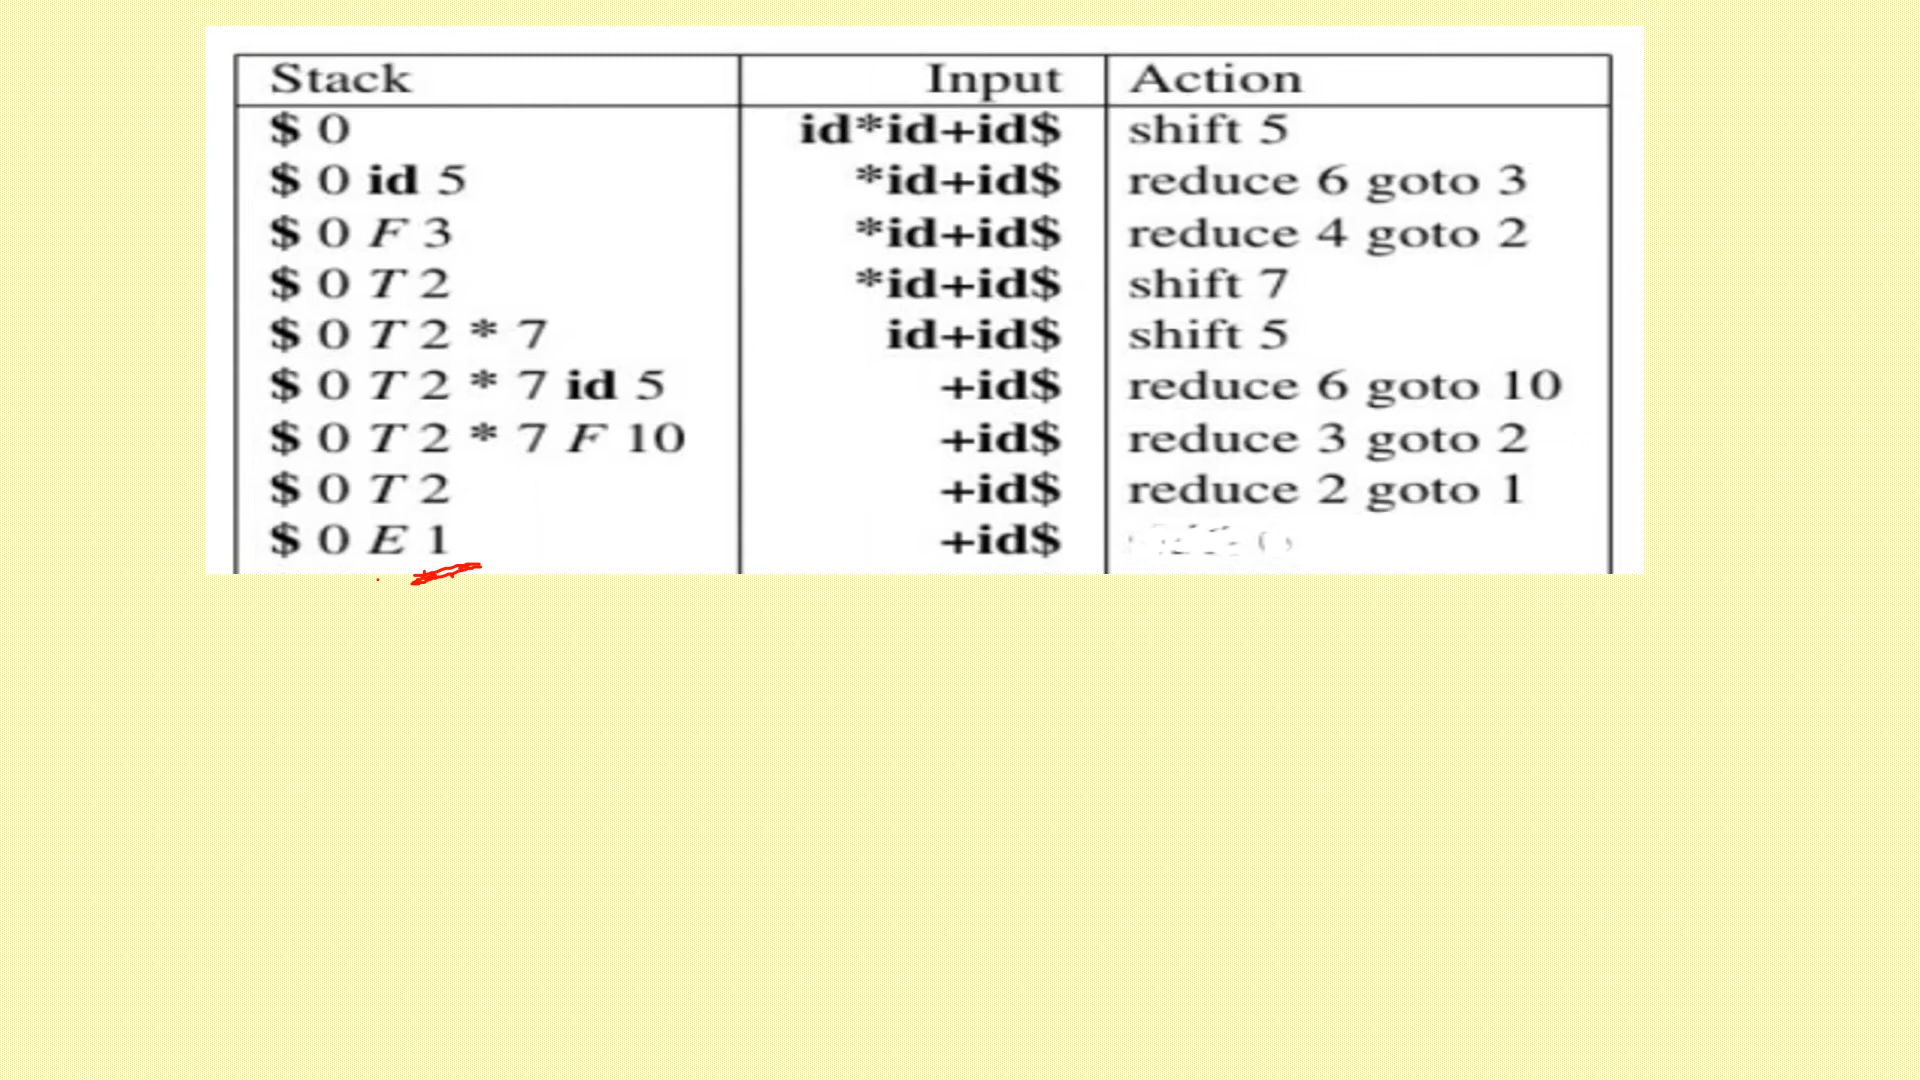 Stack Input Action
$ 0 id*id+id$ shift 5
$ 0 id 5 *id+id$ reduce 6 goto 3
$ 0 F 3 *id+id$ reduce 4 goto 2
$ 0 T 2 *id+id$ shift 7
$ 0 T 2 * 7 id+id$ shift 5
$ 0 T 2 * 7 id 5 +id$ reduce 6 goto 10
$ 0 T 2 * 7 F 10 +id$ reduce 3 goto 2
$ 0 T 2 +id$ reduce 2 goto 1
$ 0 E 1 +id$